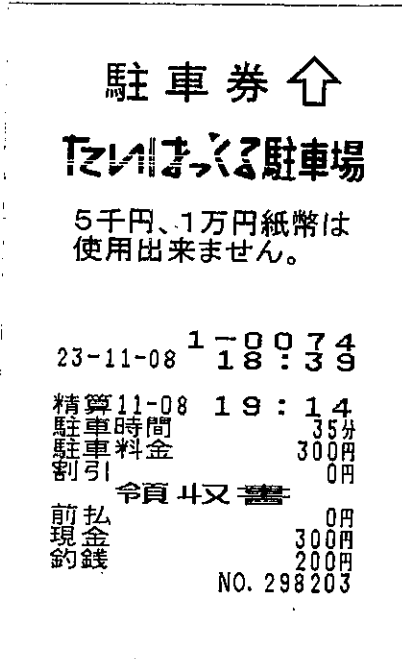 駐車券⇧
たいはっくる駐車場
5千円、1万円紙幣は
使用出来ません。
1-0074
23-11-08 18:39
精算11-08 19:14
駐車時間 35分
駐車料金 300円
割引 0円
領収書
前払 0円
現金 300円
釣銭 200円
NO.298203